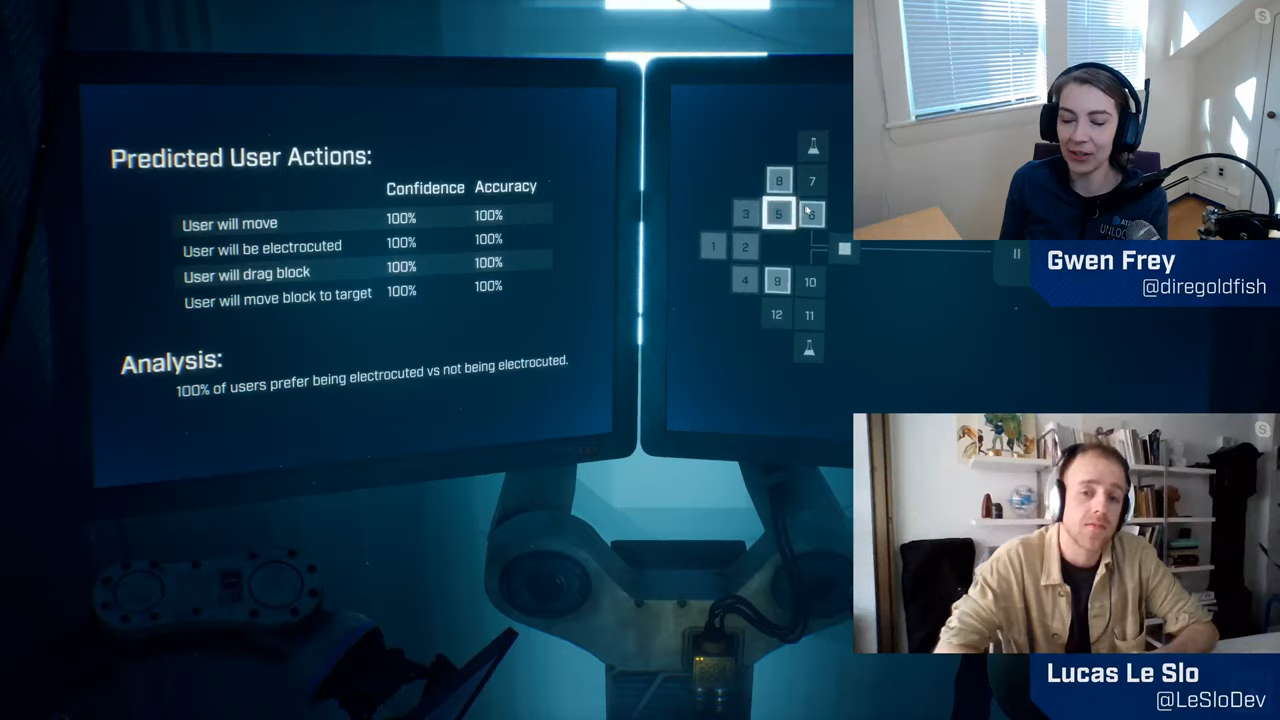 Predicted User Actions:
Confidence Accuracy
User will move 100% 100%
User will be electrocuted 100% 100%
User will drag block 100% 100%
User will move block to target 100% 100%
Analysis:
100% of users prefer being electrocuted vs not being electrocuted.
8 7
3 5 6
1 2
4 9 10
12 11
II
Gwen Frey
@diregoldfish
Lucas Le Slo
@LeSloDev